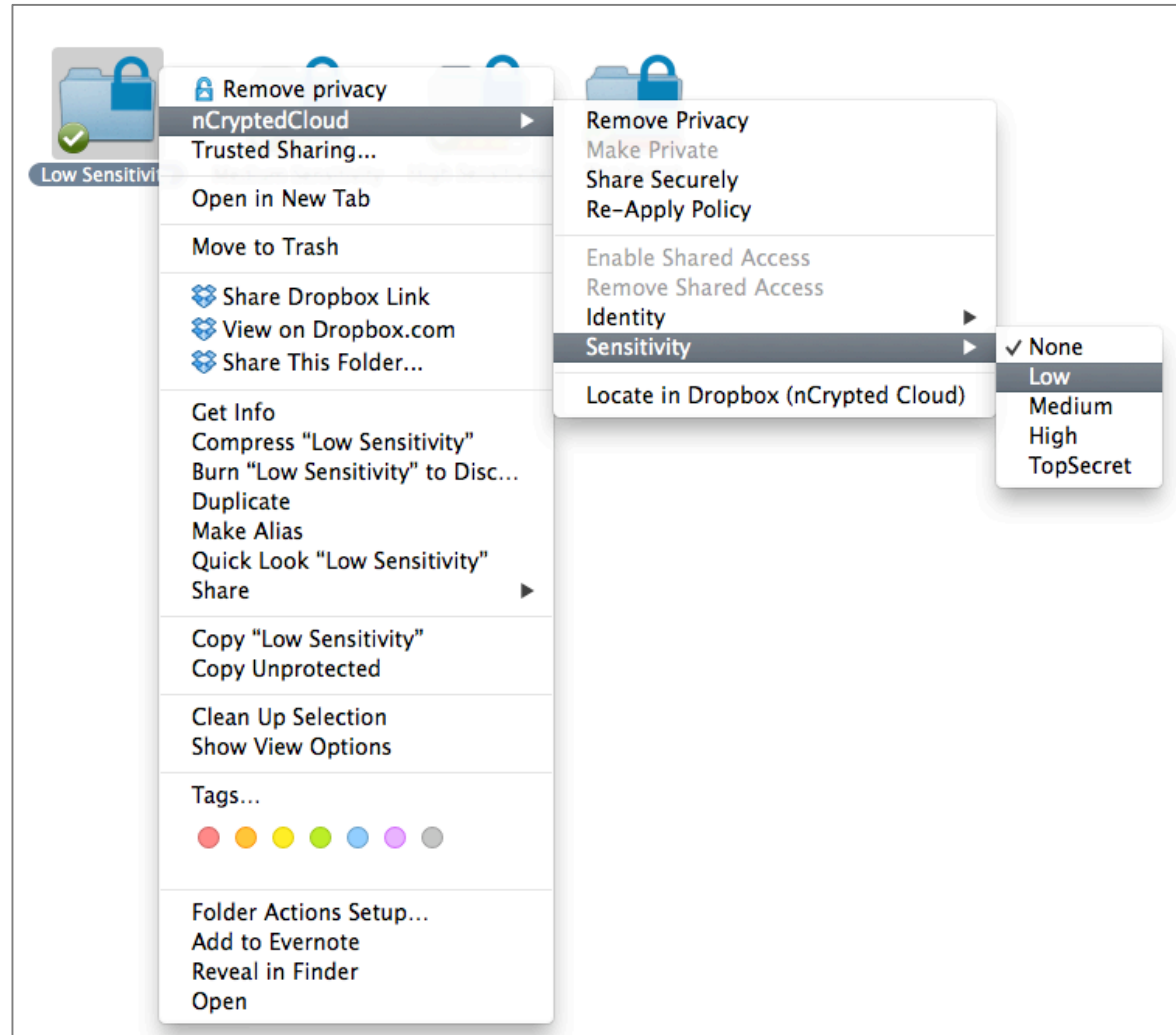 Low Sensitivi
Remove privacy
nCryptedCloud
Trusted Sharing...
Open in New Tab
Move to Trash
Share Dropbox Link
View on Dropbox.com
Share This Folder...
Get Info
Compress “Low Sensitivity”
Burn “Low Sensitivity” to Disc...
Duplicate
Make Alias
Quick Look “Low Sensitivity”
Share
Copy “Low Sensitivity”
Copy Unprotected
Clean Up Selection
Show View Options
Tags...
Folder Actions Setup...
Add to Evernote
Reveal in Finder
Open
Remove Privacy
Make Private
Share Securely
Re-Apply Policy
Enable Shared Access
Remove Shared Access
Identity
Sensitivity
Locate in Dropbox (nCrypted Cloud)
None
Low
Medium
High
TopSecret